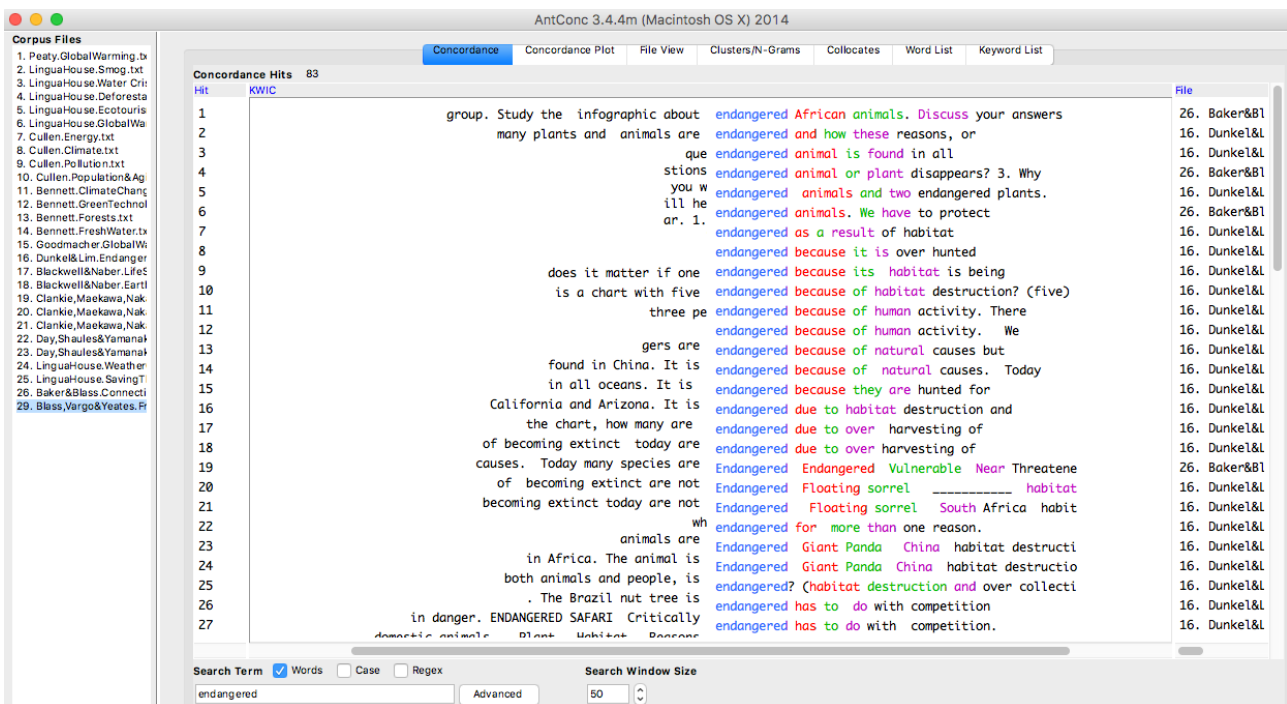 AntConc 3.4.4m (Macintosh OS X) 2014
Corpus Files
1. Peaty.GlobalWarming.tx
2. LinguaHouse.Smog.txt
3. LinguaHouse.Water Cris
4. LinguaHouse.Deforesta
5. LinguaHouse.Ecotouris
6. LinguaHouse.GlobalWa
7. Cullen.Energy.txt
8. Cullen.Climate.txt
9. Cullen.Pollution.txt
10. Cullen.Population&Ag
11. Bennett.ClimateChang
12. Bennett.GreenTechnol
13. Bennett.Forests.txt
14. Bennett.FreshWater.tx
15. Goodmacher.GlobalWa
16. Dunkel&Lim.Endanger
17. Blackwell&Naber.LifeS
18. Blackwell&Naber.Eartl
19. Clankie,Maekawa,Nak
20. Clankie,Maekawa,Nak
21. Clankie,Maekawa,Nak
22. Day,Shaules&Yamanak
23. Day,Shaules&Yamanak
24. LinguaHouse.Weather
25. LinguaHouse.SavingT
26. Baker&Blass.Connecti
29. Blass,Vargo&Yeates.Fr
Concordance Concordance Plot File View Clusters/N-Grams Collocates Word List Keyword List
Concordance Hits 83
Hit KWIC File
1 group. Study the infographic about endangered African animals. Discuss your answers 26. Baker&Bl
2 many plants and animals are endangered and how these reasons, or 16. Dunkel&L
3 que endangered animal is found in all 16. Dunkel&L
4 stions endangered animal or plant disappears? 3. Why 26. Baker&Bl
5 you w endangered animals and two endangered plants. 16. Dunkel&L
6 ill he endangered animals. We have to protect 26. Baker&Bl
7 ar. 1. endangered as a result of habitat 16. Dunkel&L
8 endangered because it is over hunted 16. Dunkel&L
9 does it matter if one endangered because its habitat is being 16. Dunkel&L
10 is a chart with five endangered because of habitat destruction? (five) 16. Dunkel&L
11 three pe endangered because of human activity. There 16. Dunkel&L
12 endangered because of human activity. We 16. Dunkel&L
13 gers are endangered because of natural causes but 16. Dunkel&L
14 found in China. It is endangered because of natural causes. Today 16. Dunkel&L
15 in all oceans. It is endangered because they are hunted for 16. Dunkel&L
16 California and Arizona. It is endangered due to habitat destruction and 16. Dunkel&L
17 the chart, how many are endangered due to over harvesting of 16. Dunkel&L
18 of becoming extinct today are endangered due to over harvesting of 16. Dunkel&L
19 causes. Today many species are Endangered Endangered Vulnerable Near Threatene 26. Baker&Bl
20 of becoming extinct are not Endangered Floating sorrel ___________ habitat 16. Dunkel&L
21 becoming extinct today are not Endangered Floating sorrel South Africa habit 16. Dunkel&L
22 wh endangered for more than one reason. 16. Dunkel&L
23 animals are Endangered Giant Panda China habitat destructi 16. Dunkel&L
24 in Africa. The animal is Endangered Giant Panda China habitat destructio 16. Dunkel&L
25 both animals and people, is endangered? (habitat destruction and over collecti 16. Dunkel&L
26 . The Brazil nut tree is endangered has to do with competition 16. Dunkel&L
27 in danger. ENDANGERED SAFARI Critically endangered has to do with competition. 16. Dunkel&L
domestic animals Plant Habitat Reasons
Search Term Words Case Regex Search Window Size
endangered Advanced 50